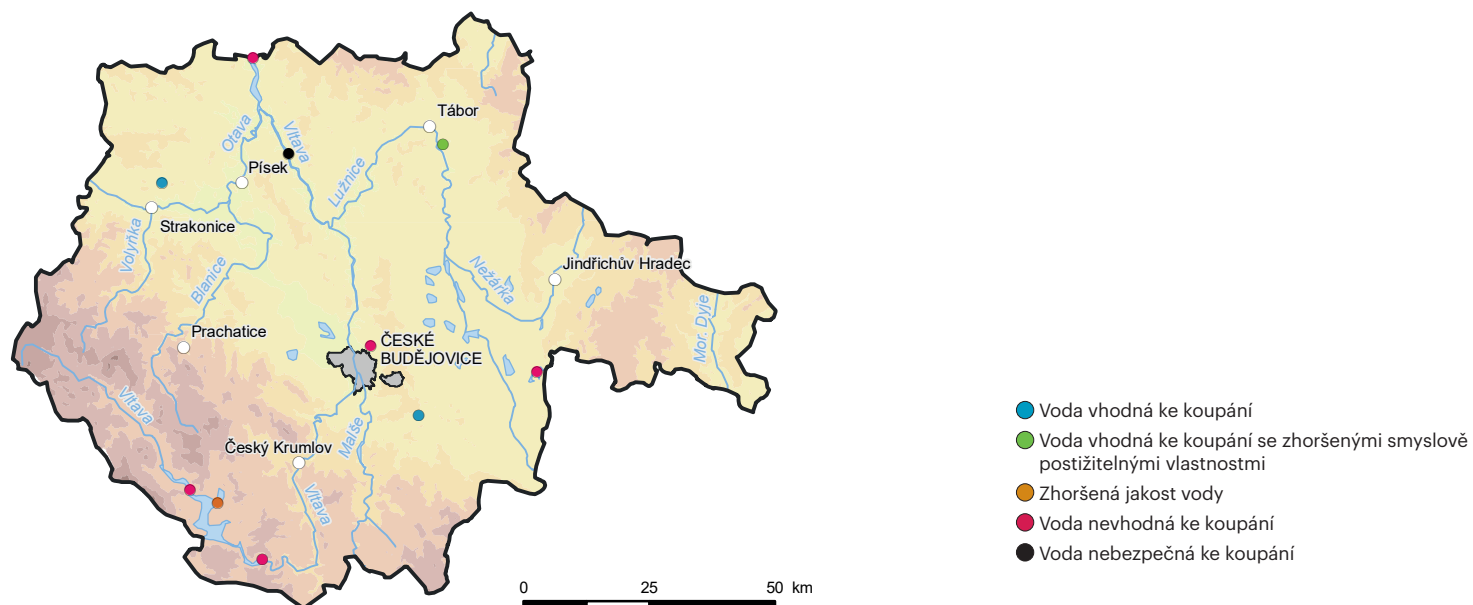 Tábor
Otava
Vltava
Lužnice
Písek
Strakonice
Volyňka
Blanice
Nežárka
Jindřichův Hradec
Mor. Dyje
Prachatice
ČESKÉ
BUDĚJOVICE
Vltava
Malše
Český Krumlov
Vltava
Voda vhodná ke koupání
Voda vhodná ke koupání se zhoršenými smyslově
postižitelnými vlastnostmi
Zhoršená jakost vody
Voda nevhodná ke koupání
Voda nebezpečná ke koupání
0 25 50 km